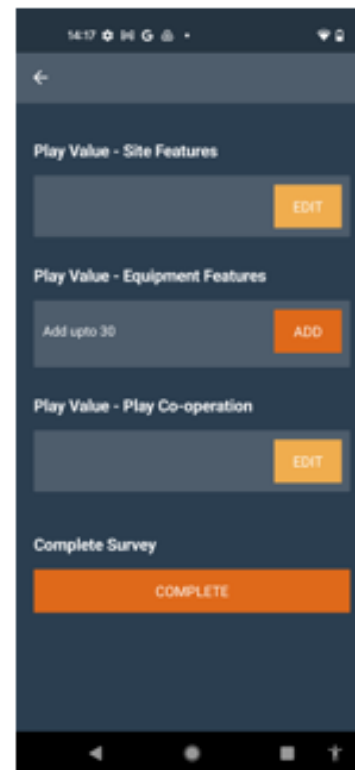 14:17 G
Play Value - Site Features
EDIT
Play Value - Equipment Features
Add upto 30
ADD
Play Value - Play Co-operation
EDIT
Complete Survey
COMPLETE